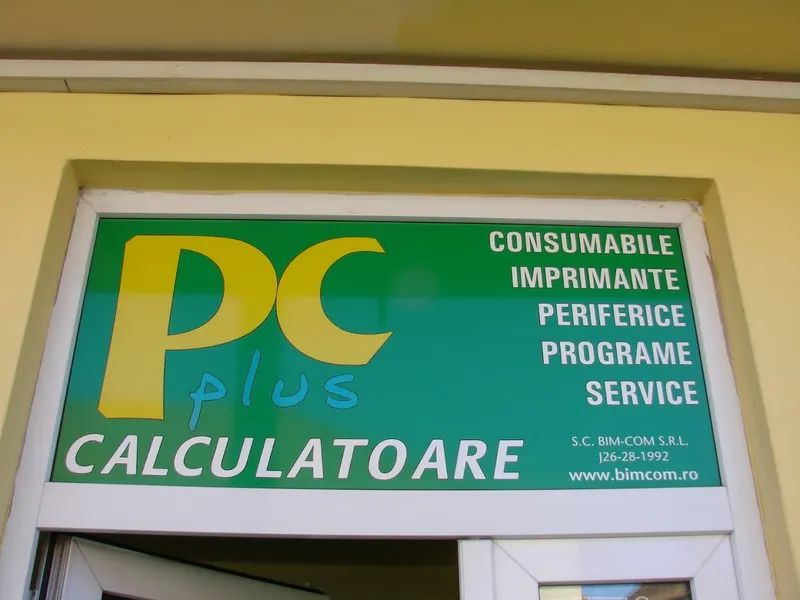 PC
plus
CALCULATOARE
CONSUMABILE
IMPRIMANTE
PERIFERICE
PROGRAME
SERVICE
S.C. BIM-COM S.R.L.
J26-28-1992
www.bimcom.ro